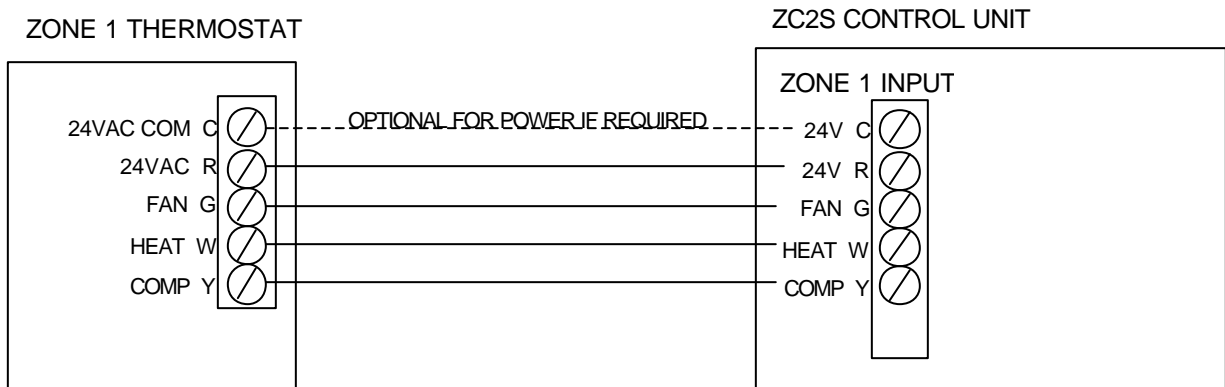 ZONE 1 THERMOSTAT
ZC2S CONTROL UNIT
ZONE 1 INPUT
24VAC COM C
OPTIONAL FOR POWER IF REQUIRED
24V C
24VAC R
24V R
FAN G
FAN G
HEAT W
HEAT W
COMP Y
COMP Y